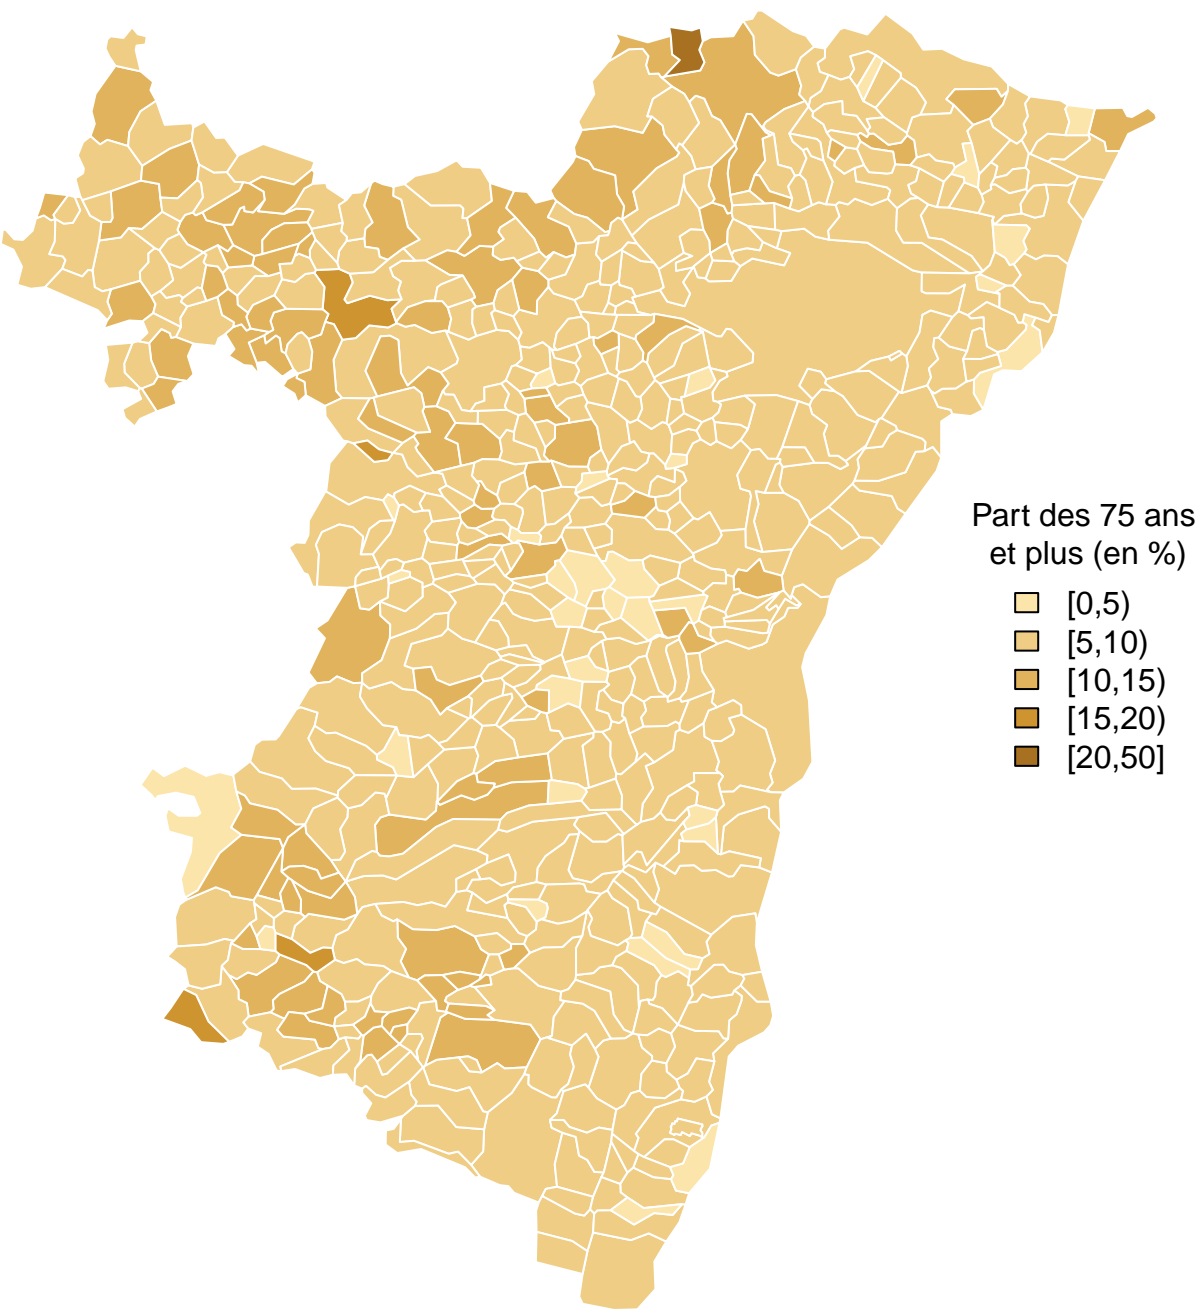 Part des 75 ans
et plus (en %)
[0,5)
[5,10)
[10,15)
[15,20)
[20,50]